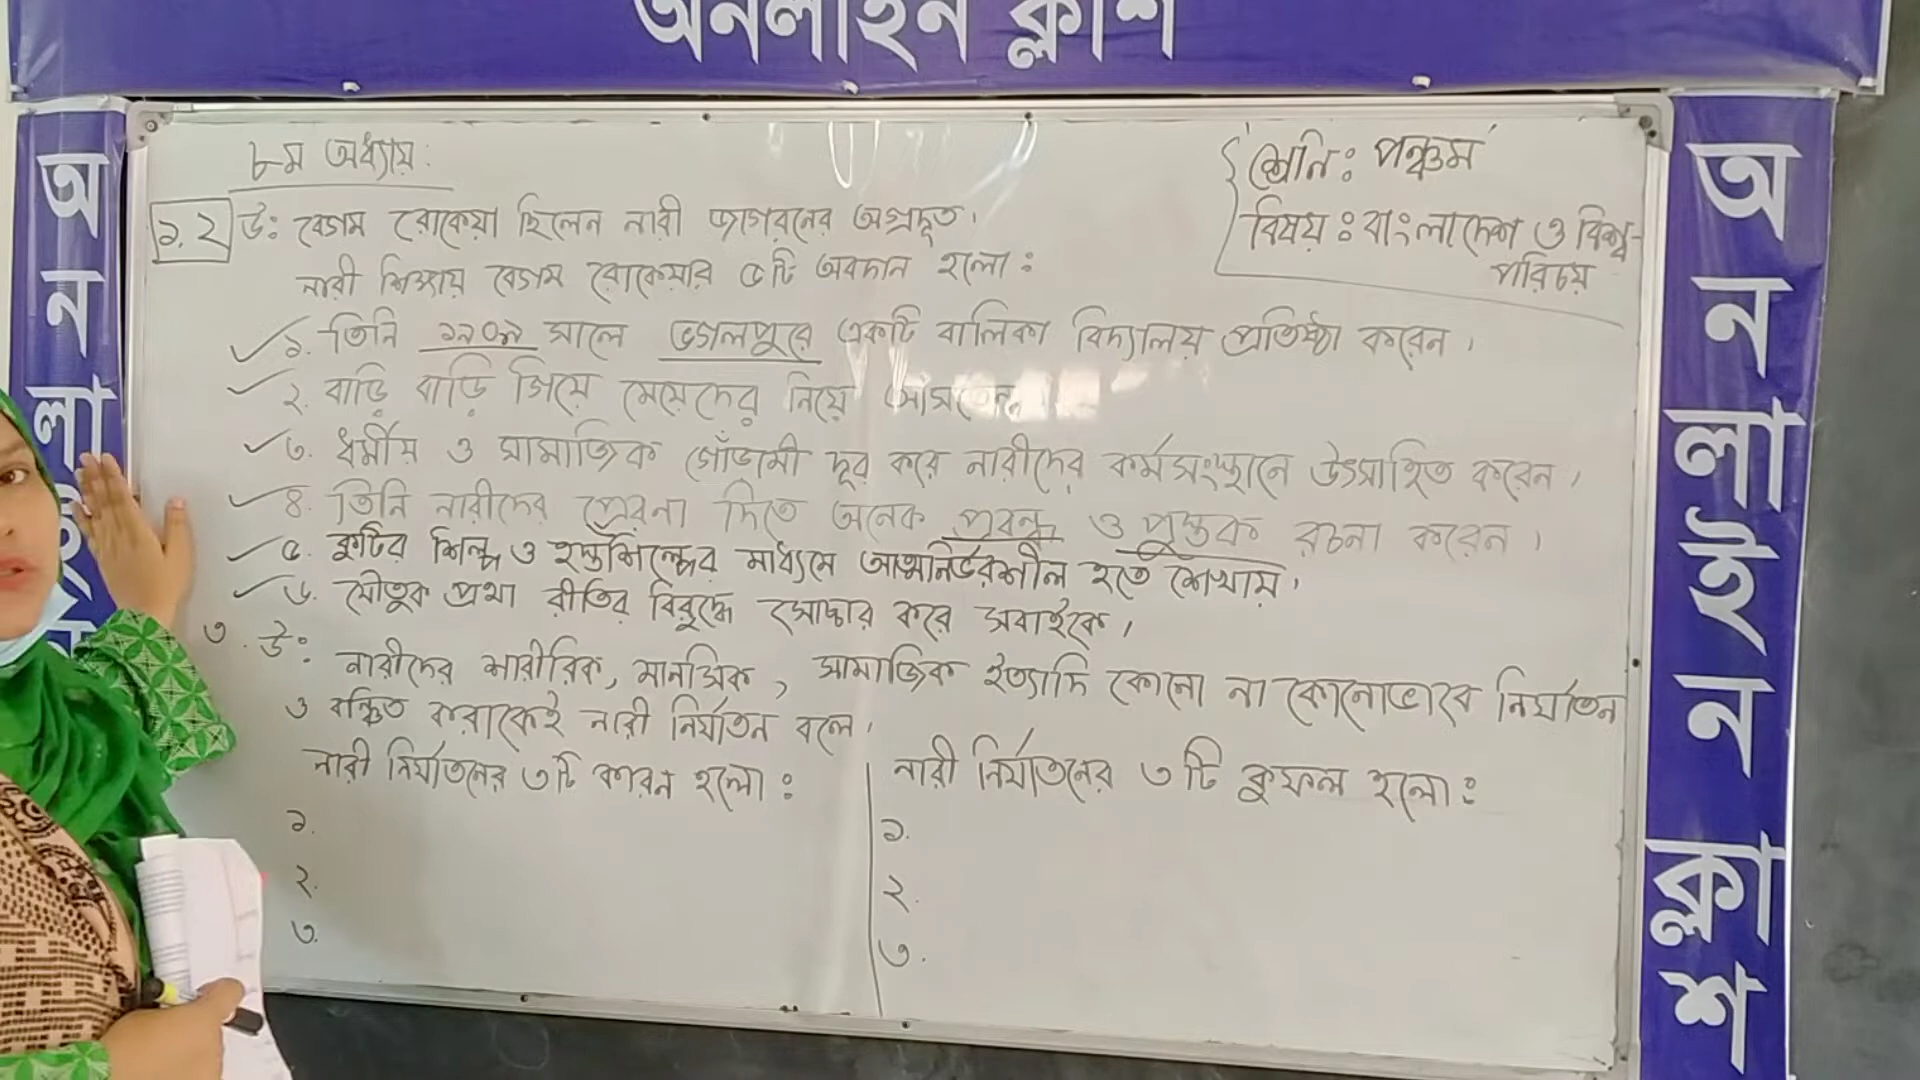 অনলাইন ক্লাশ
অনলাইন ক্লাশ
৮ম অধ্যায়:
শ্রেনি: পঞ্চম
বিষয়: বাংলাদেশ ও বিশ্ব-
পরিচয়
১.২ উ: বেগম রোকেয়া ছিলেন নারী জাগরনের অগ্রদূত।
নারী শিক্ষায় বেগম রোকেয়ার ৫টি অবদান হলো:
১. তিনি ১৯০৯ সালে ভাগলপুরে একটি বালিকা বিদ্যালয় প্রতিষ্ঠা করেন।
২. বাড়ি বাড়ি গিয়ে মেয়েদের নিয়ে আসতেন।
৩. ধর্মীয় ও সামাজিক গোঁড়ামী দূর করে নারীদের কর্মসংস্থানে উৎসাহিত করেন।
৪. তিনি নারীদের প্রেরনা দিতে অনেক প্রবন্ধ ও পুস্তক রচনা করেন।
৫. কুটির শিল্প ও হস্তশিল্পের মাধ্যমে আত্মনির্ভরশীল হতে শেখায়।
৬. যৌতুক প্রথা রীতির বিরুদ্ধে সোচ্চার করে সবাইকে।
৩. উ: নারীদের শারীরিক, মানসিক, সামাজিক ইত্যাদি কোনো না কোনোভাবে নির্যাতন
ও বঞ্চিত করাকেই নারী নির্যাতন বলে।
নারী নির্যাতনের ৩টি কারন হলো:
১.
২.
৩.
নারী নির্যাতনের ৩টি কুফল হলো:
১.
২.
৩.
অনলাইন ক্লাশ